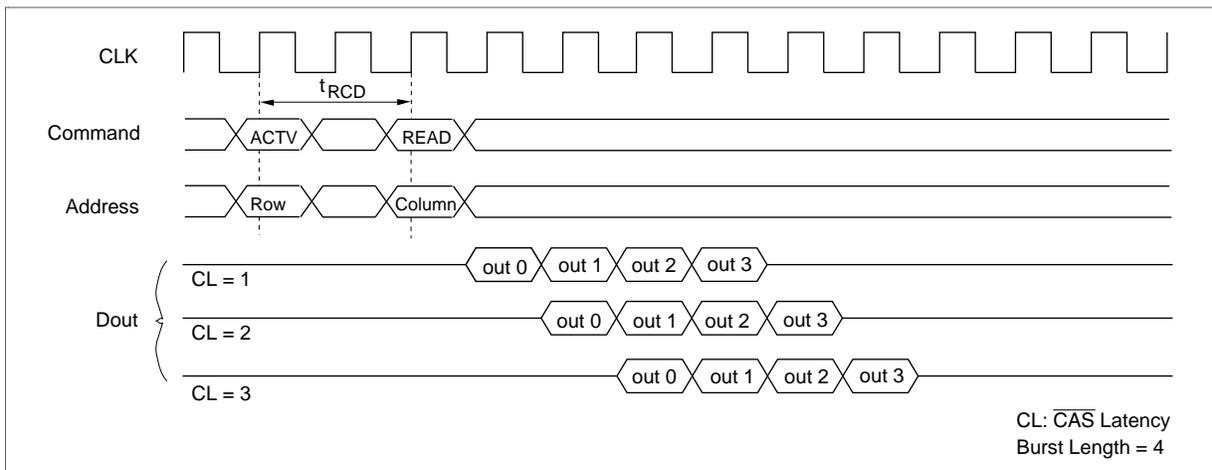 CLK
tRCD
Command ACTV READ
Address Row Column
CL = 1 out 0 out 1 out 2 out 3
Dout
CL = 2 out 0 out 1 out 2 out 3
CL = 3 out 0 out 1 out 2 out 3
CL: C̅A̅S̅ Latency
Burst Length = 4